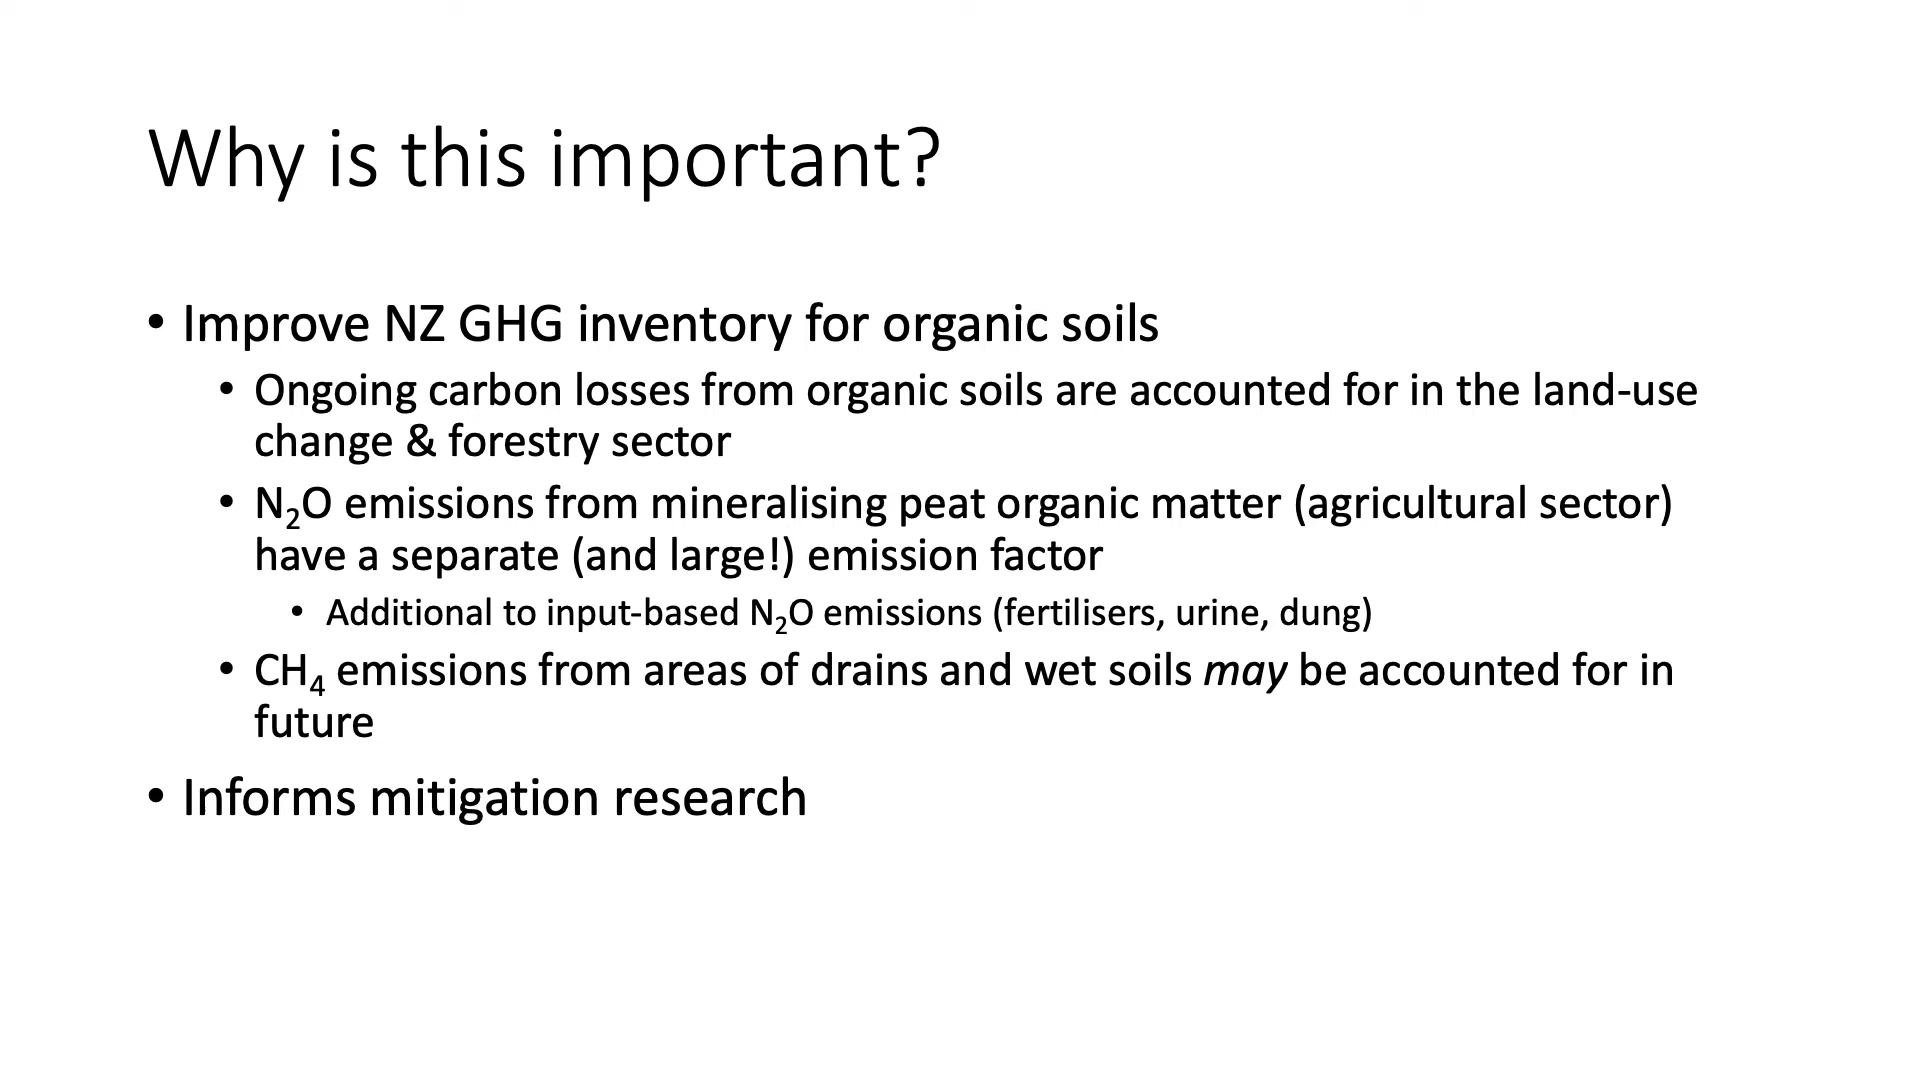 Why is this important?
• Improve NZ GHG inventory for organic soils
• Ongoing carbon losses from organic soils are accounted for in the land-use
change & forestry sector
• N₂O emissions from mineralising peat organic matter (agricultural sector)
have a separate (and large!) emission factor
• Additional to input-based N₂O emissions (fertilisers, urine, dung)
• CH₄ emissions from areas of drains and wet soils may be accounted for in
future
• Informs mitigation research